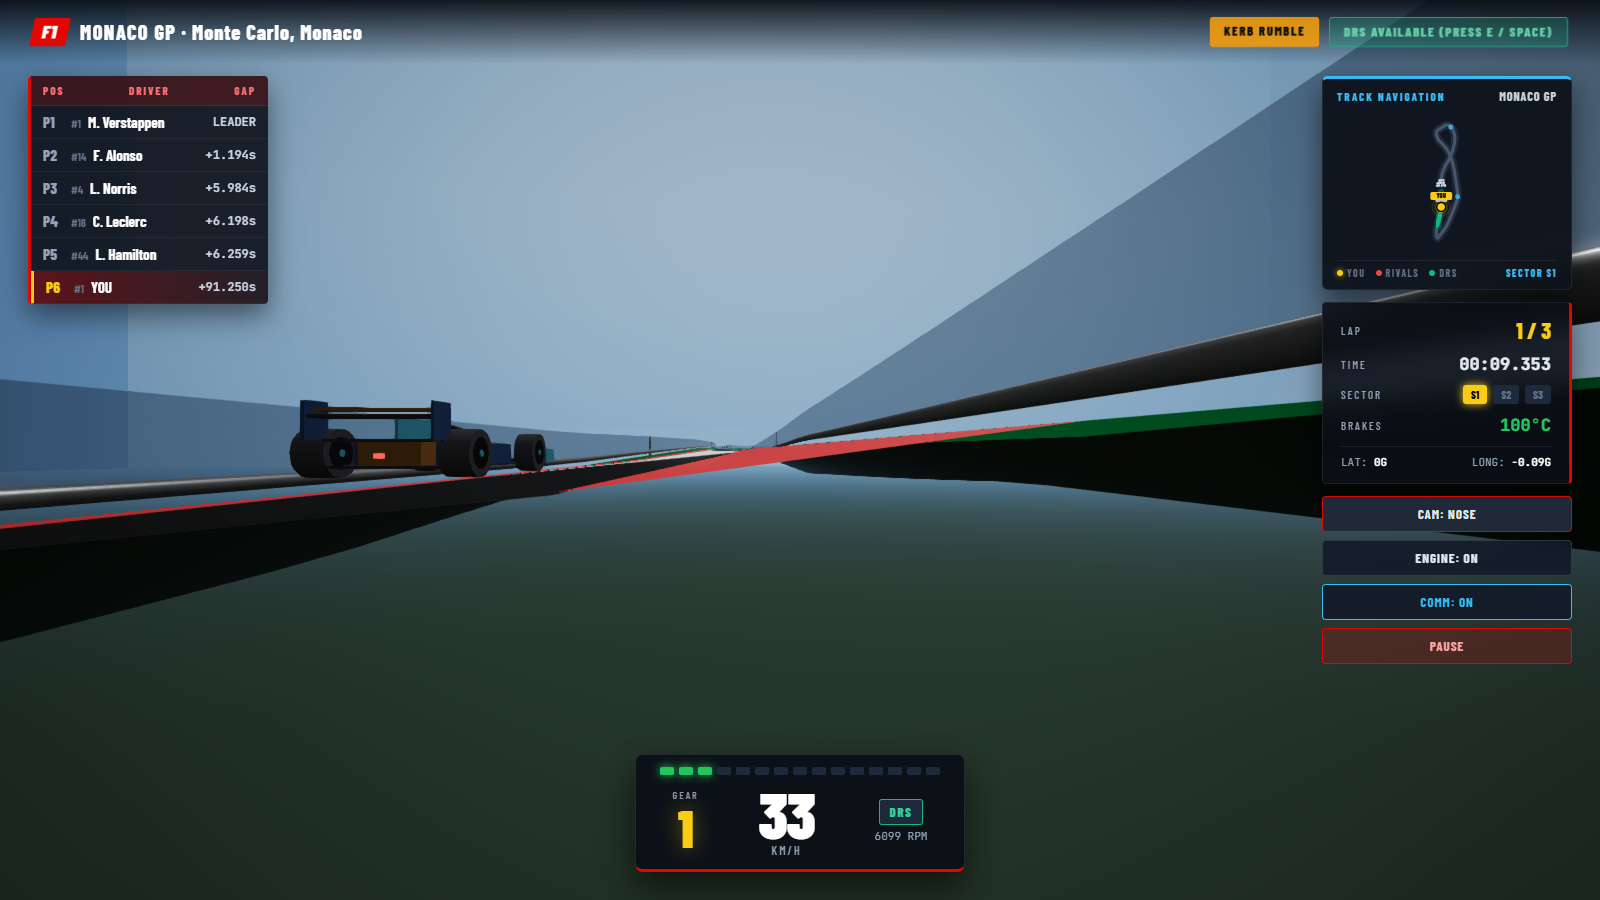 F1 MONACO GP · Monte Carlo, Monaco
KERB RUMBLE
DRS AVAILABLE (PRESS E / SPACE)
POS DRIVER GAP
P1 #1 M. Verstappen LEADER
P2 #14 F. Alonso +1.194s
P3 #4 L. Norris +5.984s
P4 #16 C. Leclerc +6.198s
P5 #44 L. Hamilton +6.259s
P6 #1 YOU +91.250s
TRACK NAVIGATION MONACO GP
YOU
YOU RIVALS DRS SECTOR S1
LAP 1 / 3
TIME 00:09.353
SECTOR S1 S2 S3
BRAKES 100°C
LAT: 0G LONG: -0.09G
CAM: NOSE
ENGINE: ON
COMM: ON
PAUSE
GEAR
1
33
KM/H
DRS
6099 RPM